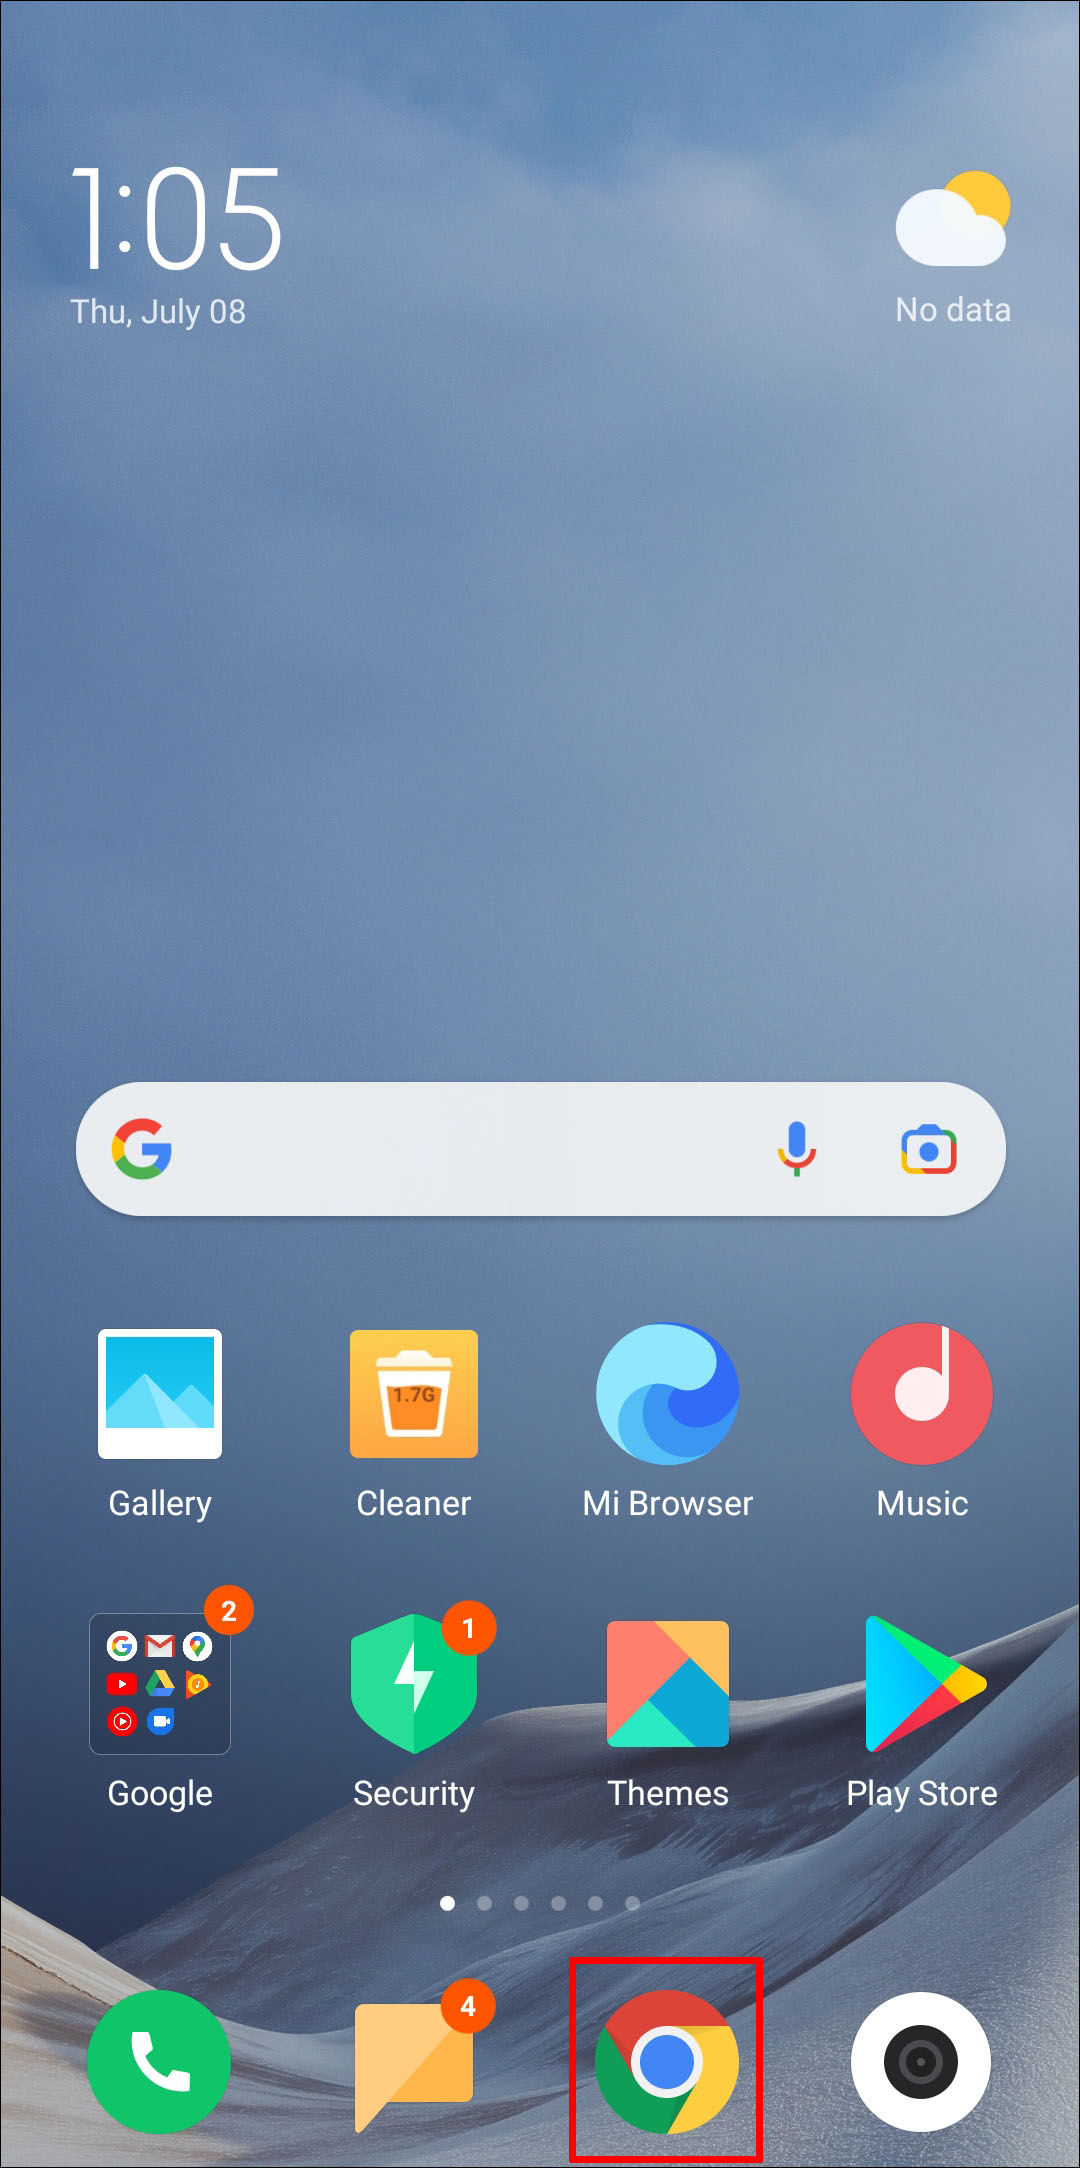 1:05
Thu, July 08
No data
1.7G
Gallery
Cleaner
Mi Browser
Music
2
1
Google
Security
Themes
Play Store
4